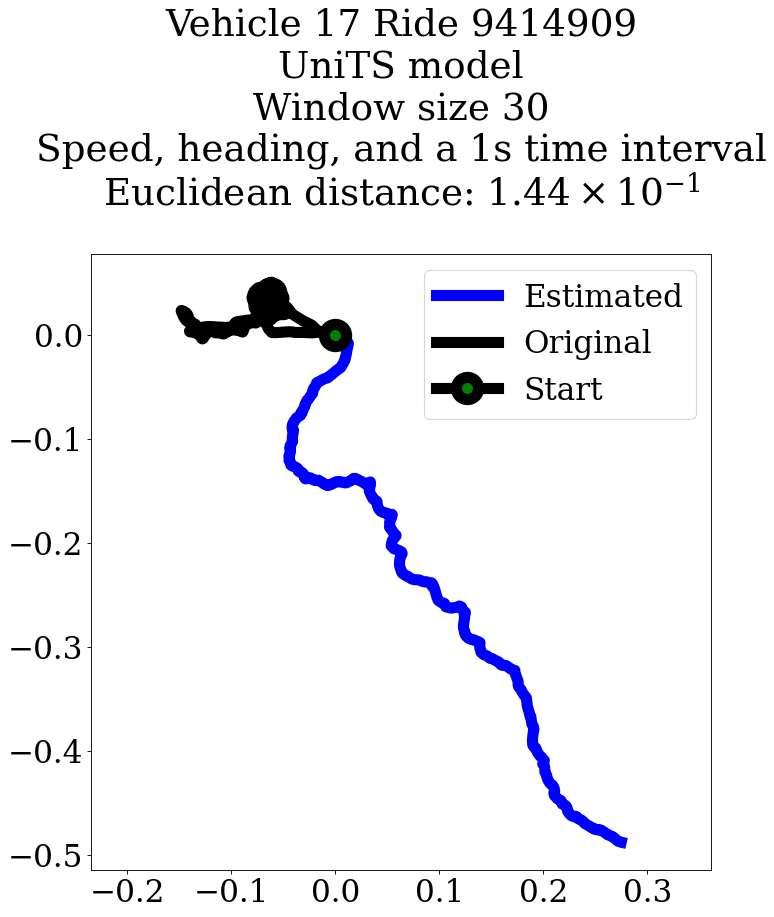 Vehicle 17 Ride 9414909
UniTS model
Window size 30
Speed, heading, and a 1s time interval
Euclidean distance: 1.44 × 10⁻¹
Estimated
Original
Start
0.0
−0.1
−0.2
−0.3
−0.4
−0.5
−0.2 −0.1 0.0 0.1 0.2 0.3